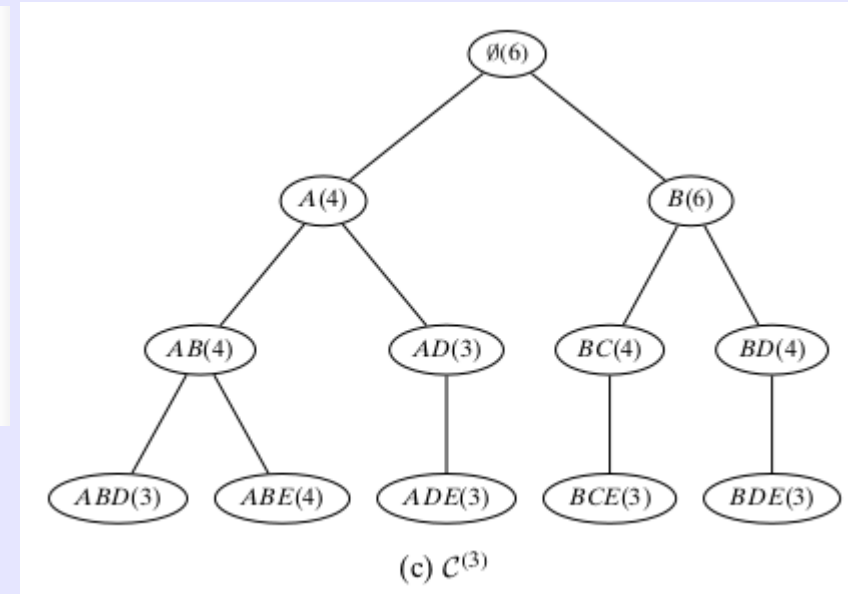 ∅(6)
A(4) B(6)
AB(4) AD(3) BC(4) BD(4)
ABD(3) ABE(4) ADE(3) BCE(3) BDE(3)
(c) 𝒞⁽³⁾